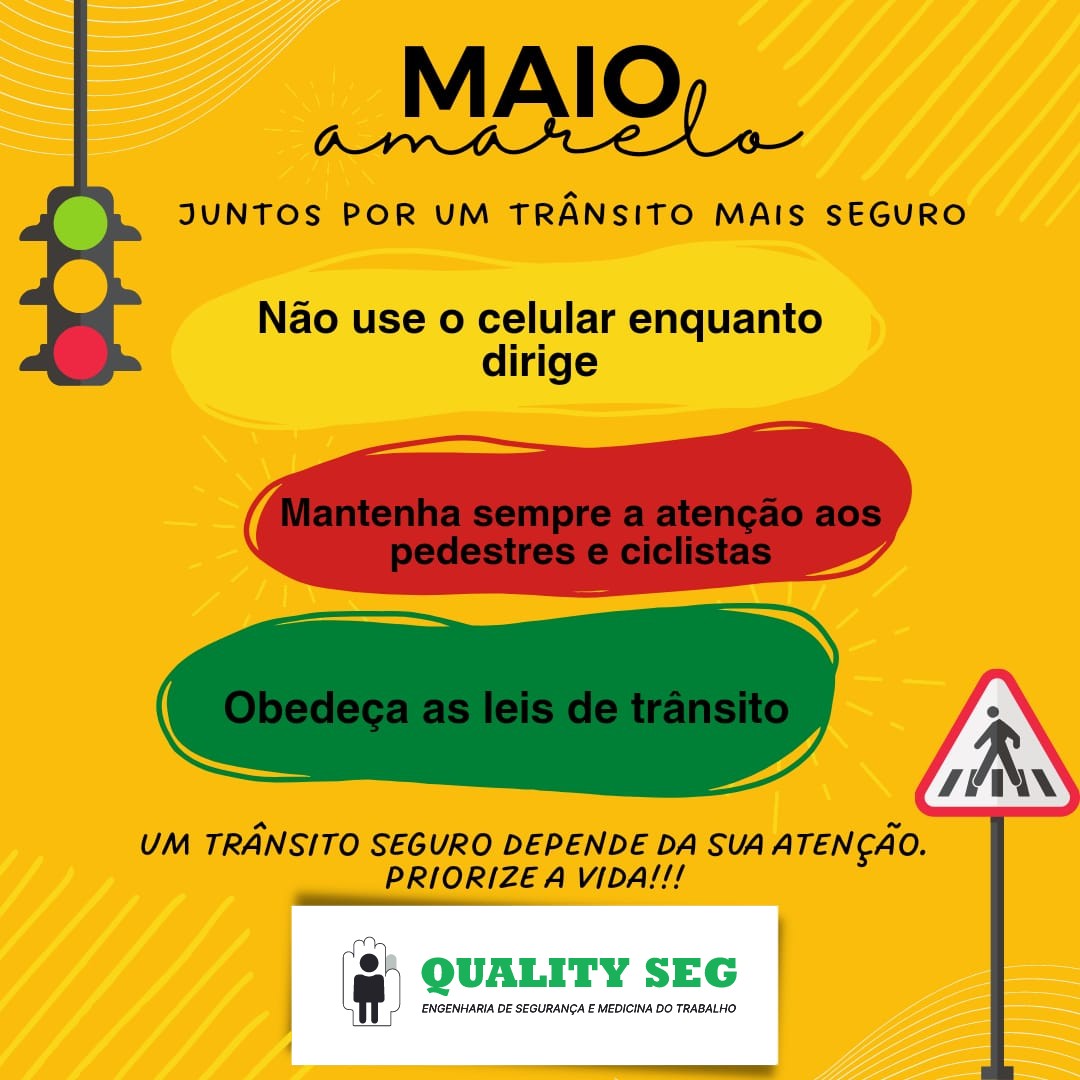 MAIO
amarelo
JUNTOS POR UM TRÂNSITO MAIS SEGURO
Não use o celular enquanto
dirige
Mantenha sempre a atenção aos
pedestres e ciclistas
Obedeça as leis de trânsito
UM TRÂNSITO SEGURO DEPENDE DA SUA ATENÇÃO.
PRIORIZE A VIDA!!!
QUALITY SEG
ENGENHARIA DE SEGURANÇA E MEDICINA DO TRABALHO